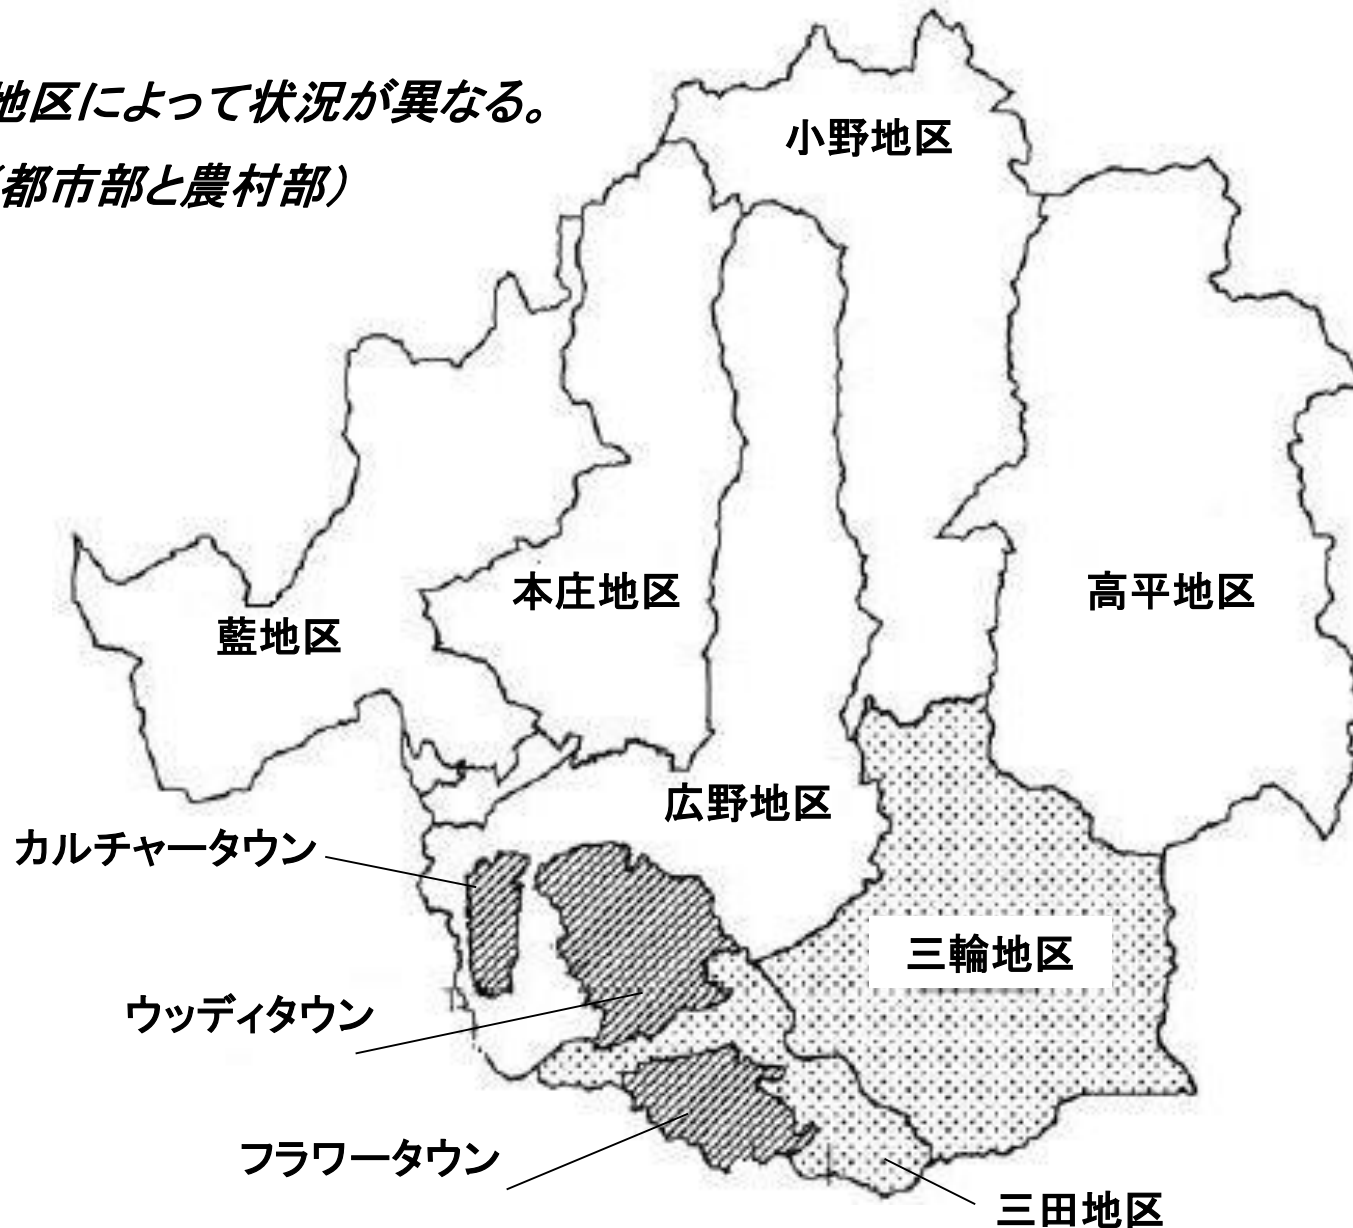 地区によって状況が異なる。
（都市部と農村部）
小野地区
本庄地区
高平地区
藍地区
広野地区
カルチャータウン
三輪地区
ウッディタウン
フラワータウン
三田地区